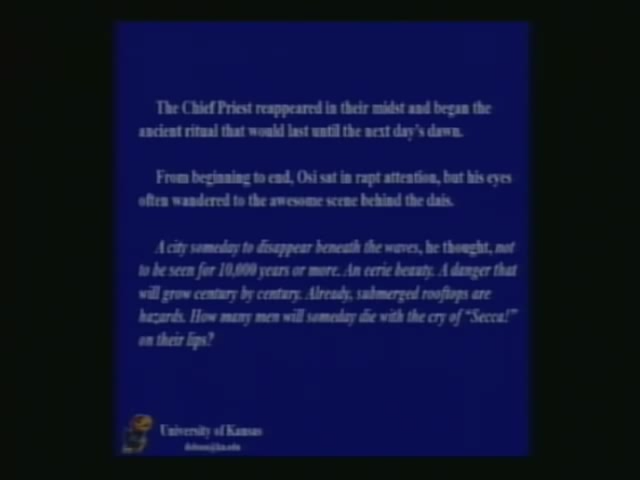 The Chief Priest reappeared in their midst and began the
ancient ritual that would last until the next day's dawn.
From beginning to end, Osi sat in rapt attention, but his eyes
often wandered to the awesome scene behind the dais.
A city someday to disappear beneath the waves, he thought, not
to be seen for 10,000 years or more. An eerie beauty. A danger that
will grow century by century. Already, submerged rooftops are
hazards. How many men will someday die with the cry of "Secca!"
on their lips?
University of Kansas